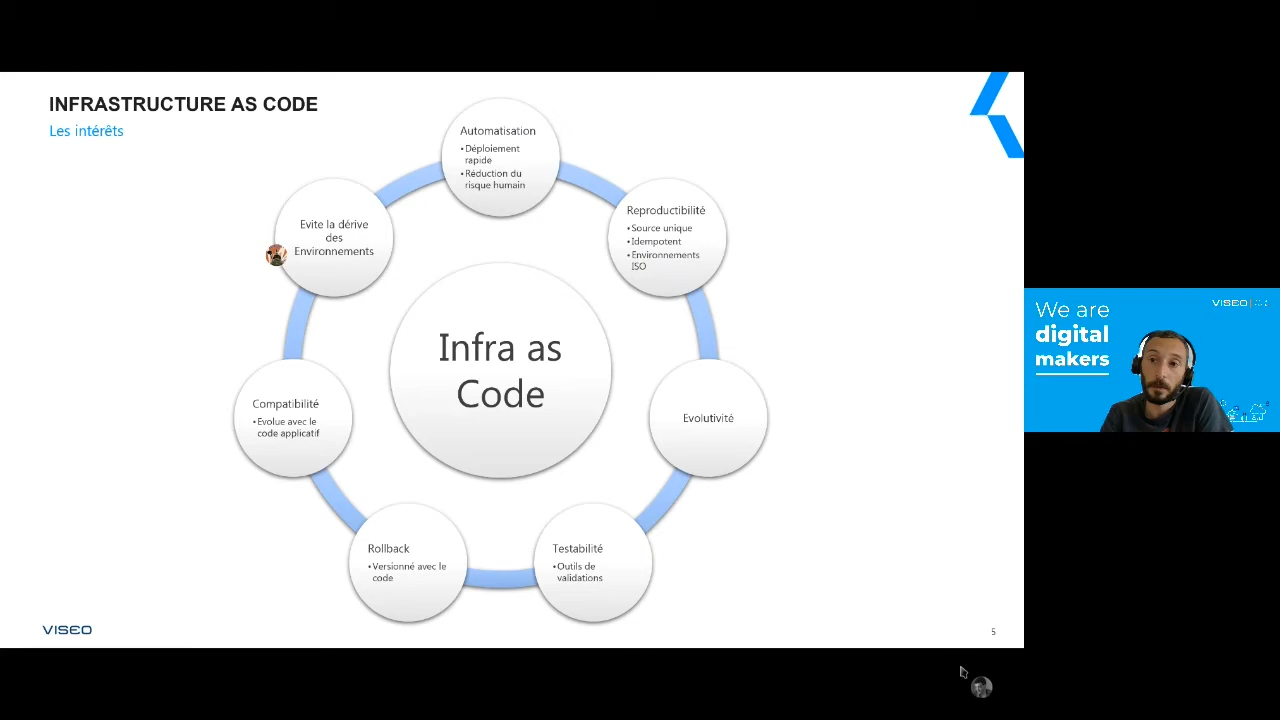 INFRASTRUCTURE AS CODE
Les intérêts
Automatisation
•Déploiement
rapide
•Réduction du
risque humain
Reproductibilité
•Source unique
•Idempotent
•Environnements
ISO
Evolutivité
Testabilité
•Outils de
validations
Rollback
•Versionné avec le
code
Compatibilité
•Evolue avec le
code applicatif
Evite la dérive
des
Environnements
Infra as
Code
VISEO
5
We are
digital
makers
VISEO